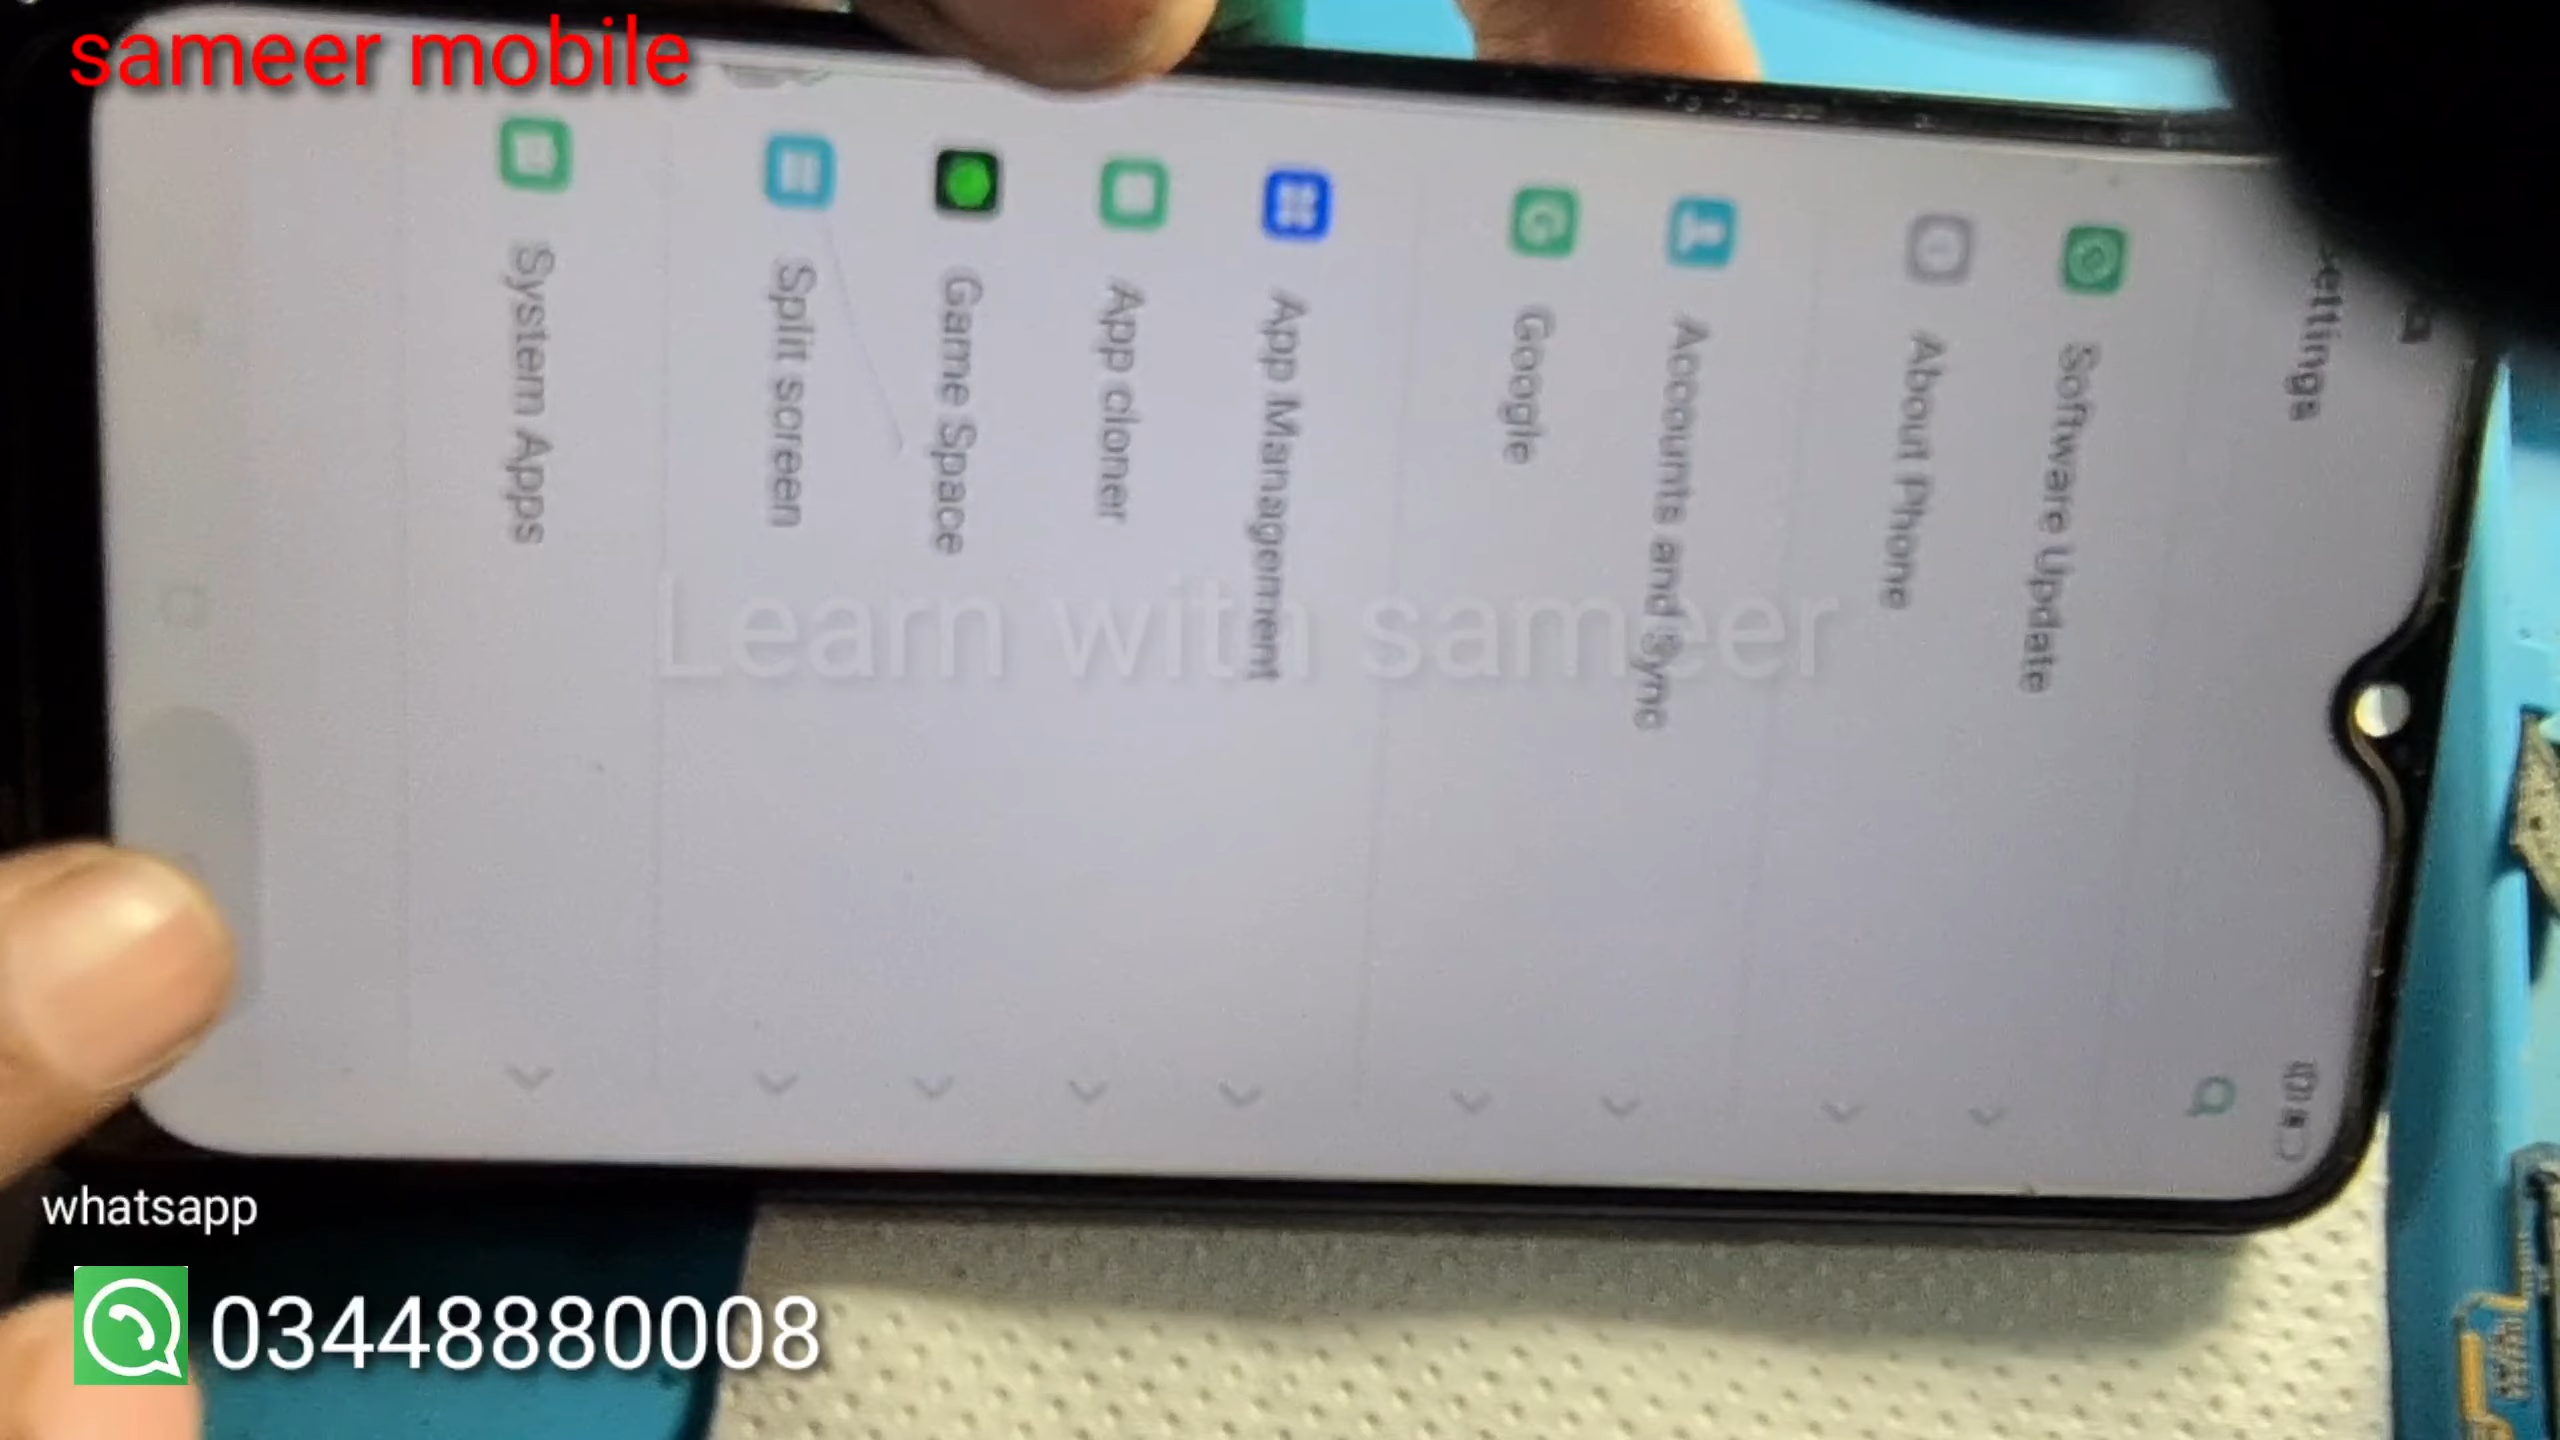 sameer mobile
Settings
Software Update
About Phone
Accounts and Sync
Google
App Management
App cloner
Game Space
Split screen
System Apps
Learn with sameer
whatsapp
03448880008